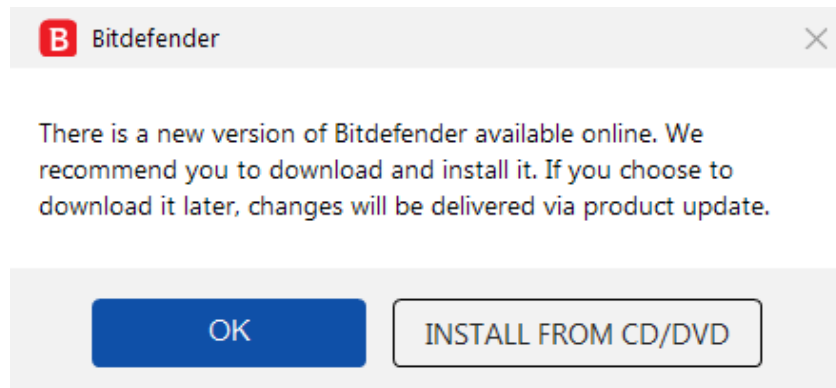 B Bitdefender
There is a new version of Bitdefender available online. We
recommend you to download and install it. If you choose to
download it later, changes will be delivered via product update.
OK
INSTALL FROM CD/DVD